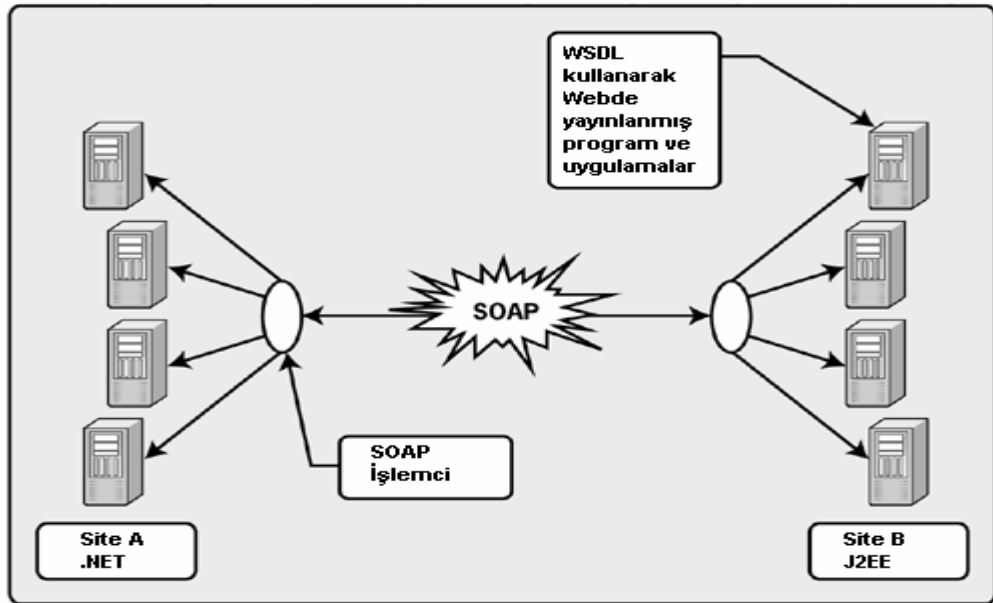 WSDL
kullanarak
Webde
yayınlanmış
program ve
uygulamalar
SOAP
SOAP
İşlemci
Site A
.NET
Site B
J2EE